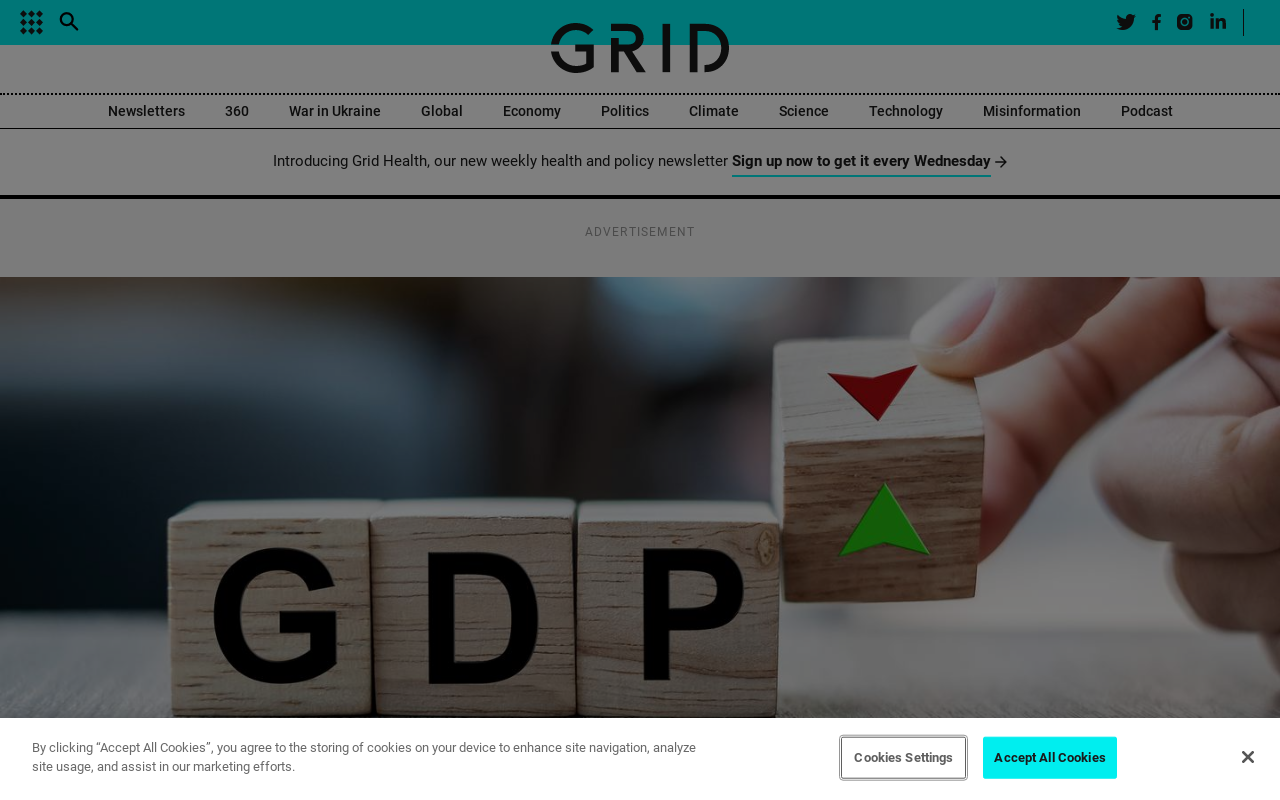 GRID
Newsletters 360 War in Ukraine Global Economy Politics Climate Science Technology Misinformation Podcast
Introducing Grid Health, our new weekly health and policy newsletter Sign up now to get it every Wednesday
ADVERTISEMENT
G D P
By clicking “Accept All Cookies”, you agree to the storing of cookies on your device to enhance site navigation, analyze
site usage, and assist in our marketing efforts.
Cookies Settings
Accept All Cookies